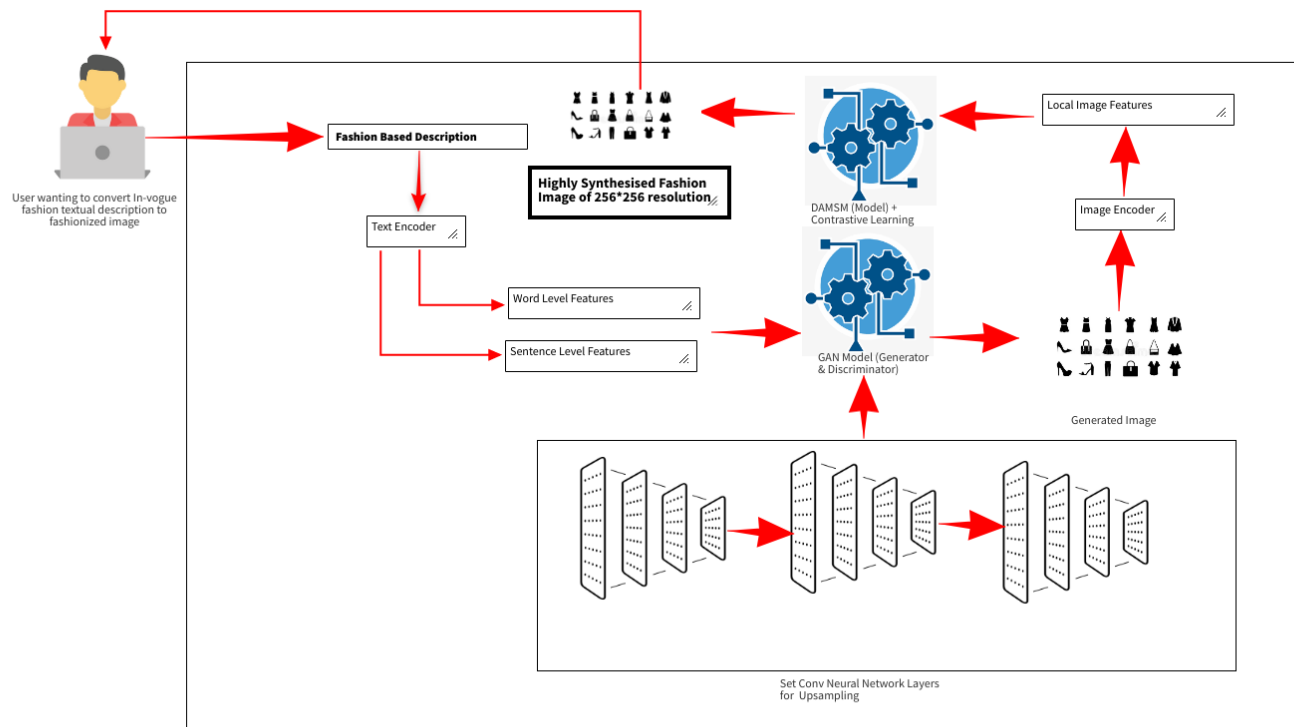 User wanting to convert In-vogue
fashion textual description to
fashionized image
Fashion Based Description
Text Encoder
Word Level Features
Sentence Level Features
Highly Synthesised Fashion
Image of 256*256 resolution
DAMSM (Model) +
Contrastive Learning
GAN Model (Generator
& Discriminator)
Local Image Features
Image Encoder
Generated Image
Set Conv Neural Network Layers
for Upsampling